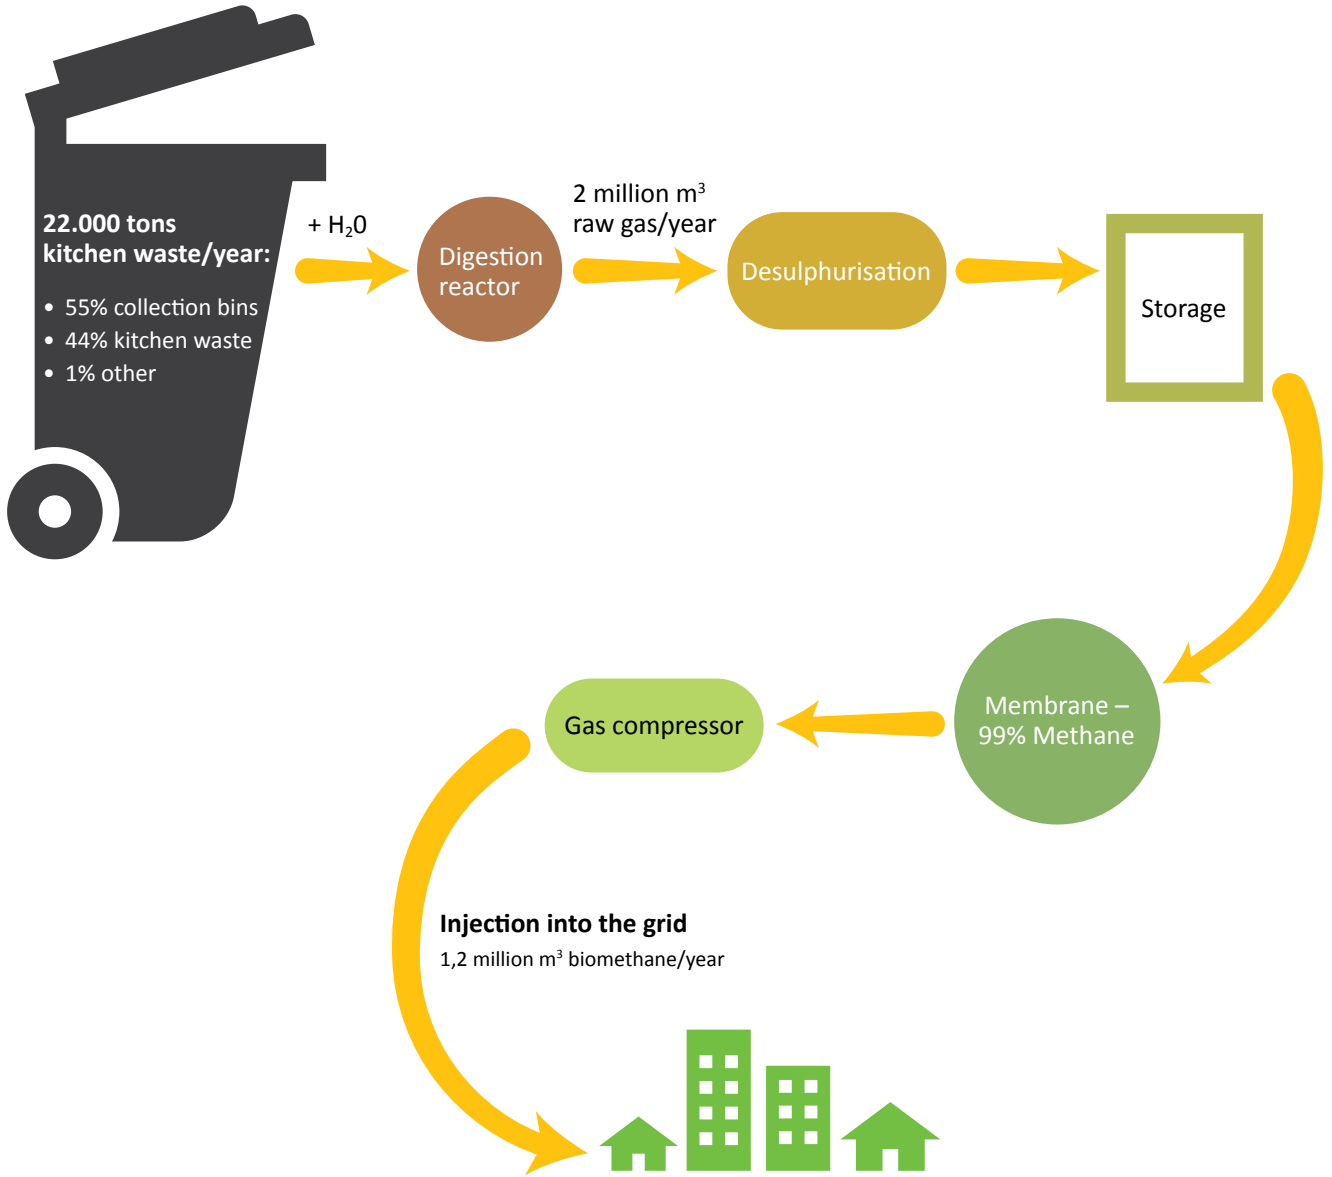 22.000 tons
kitchen waste/year:
• 55% collection bins
• 44% kitchen waste
• 1% other
+ H₂0
Digestion
reactor
2 million m³
raw gas/year
Desulphurisation
Storage
Membrane –
99% Methane
Gas compressor
Injection into the grid
1,2 million m³ biomethane/year